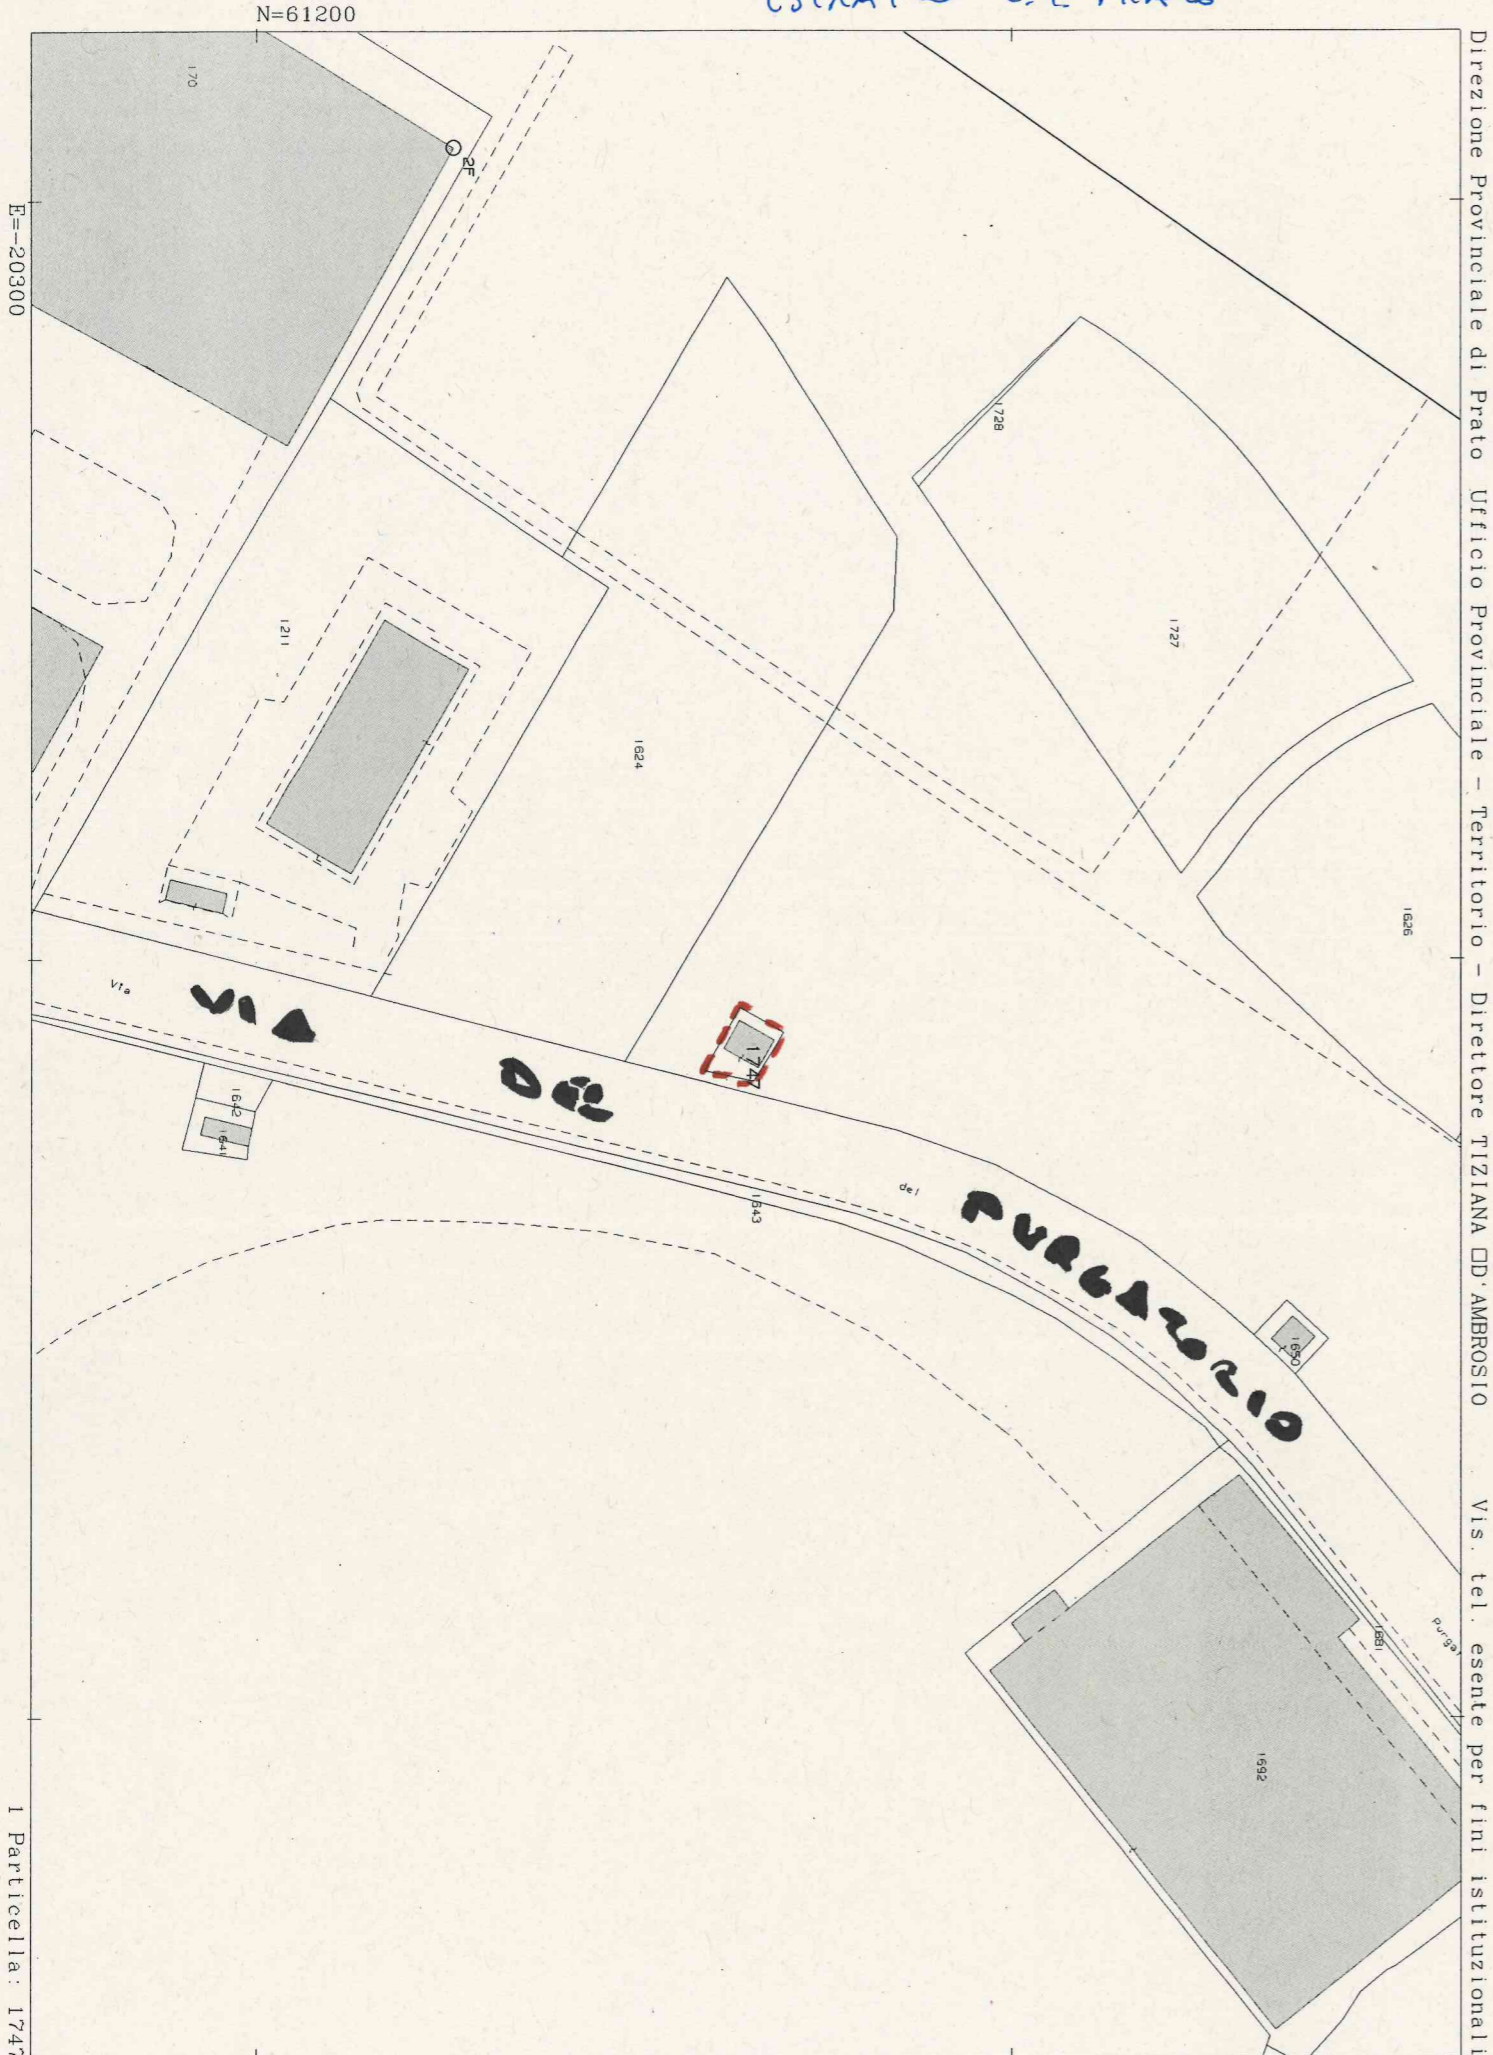 N=61200
Direzione Provinciale di Prato Ufficio Provinciale - Territorio - Direttore TIZIANA □D'AMBROSIO Vis. tel. esente per fini istituzionali
E=-20300
170
2F
1728
1727
1211
1624
1626
Via
VIA
DEL
1747
1642
1641
1643
del
PURGATORIO
1650
1681
Purga
1692
1 Particella: 1747